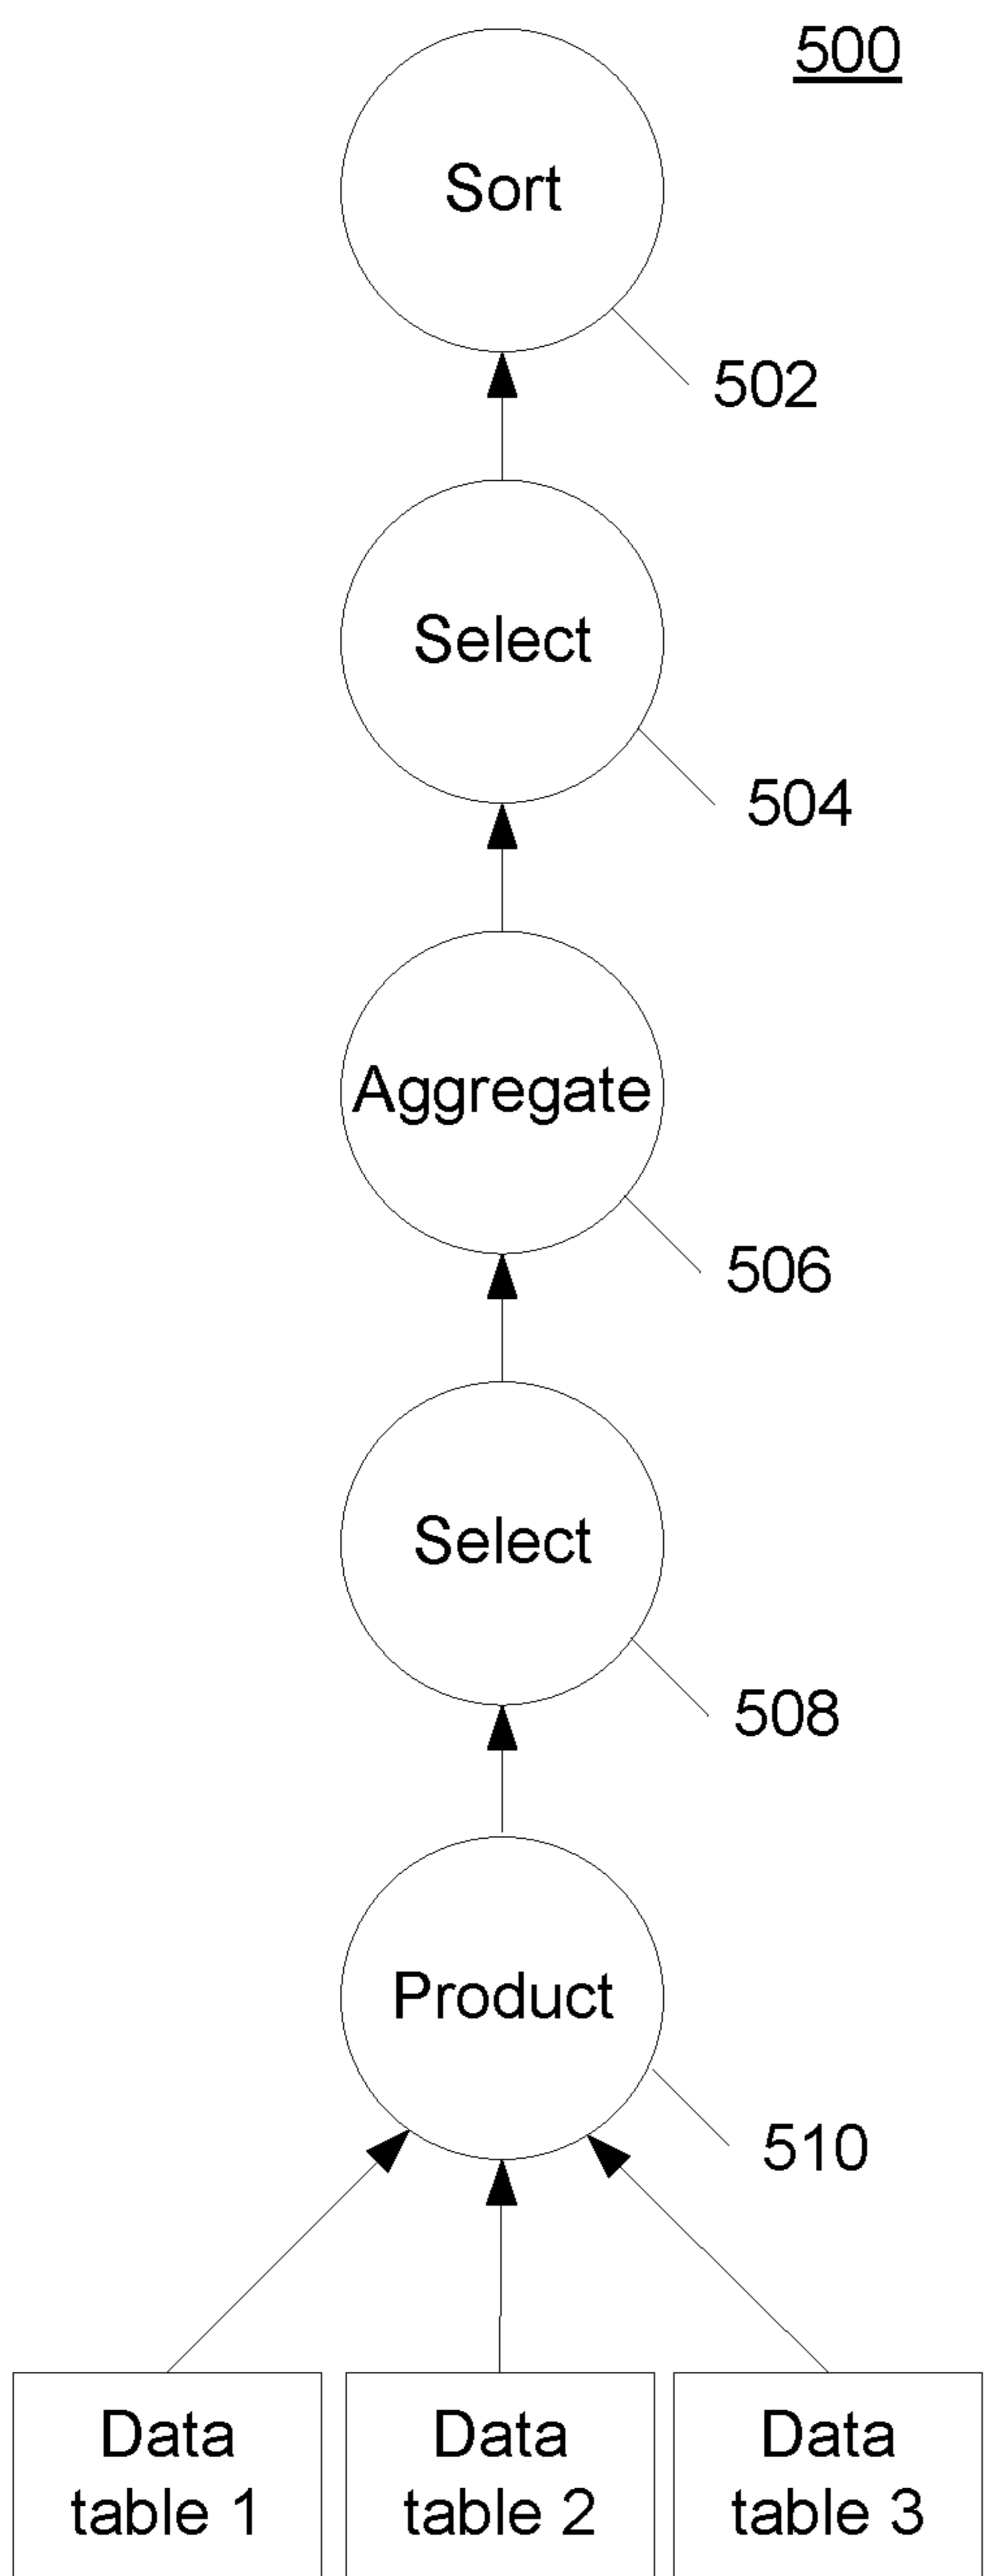 500
Sort
502
Select
504
Aggregate
506
Select
508
Product
510
Data
table 1
Data
table 2
Data
table 3